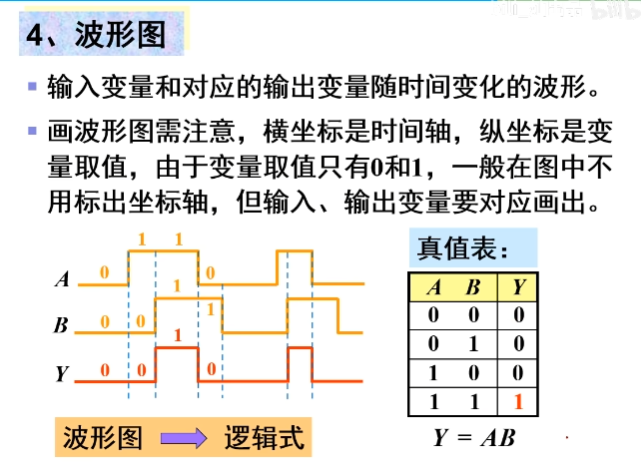 4、波形图
输入变量和对应的输出变量随时间变化的波形。
画波形图需注意，横坐标是时间轴，纵坐标是变
量取值，由于变量取值只有0和1，一般在图中不
用标出坐标轴，但输入、输出变量要对应画出。
1 1
A 0 0
1
B 0 0 1
1
Y 0 0 0
波形图 逻辑式
真值表：
A B Y
0 0 0
0 1 0
1 0 0
1 1 1
Y = AB